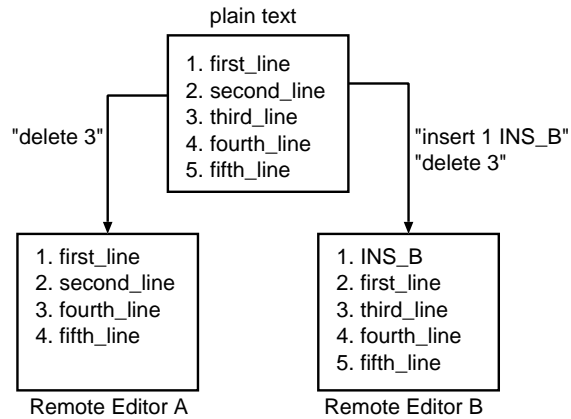 plain text
1. first_line
2. second_line
3. third_line
4. fourth_line
5. fifth_line
"delete 3"
"insert 1 INS_B"
"delete 3"
1. first_line
2. second_line
3. fourth_line
4. fifth_line
Remote Editor A
1. INS_B
2. first_line
3. third_line
4. fourth_line
5. fifth_line
Remote Editor B